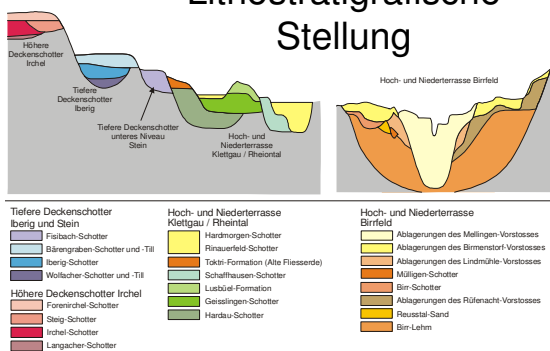 Lithostratigrafische
Stellung
Höhere
Deckenschotter
Irchel
Tiefere
Deckenschotter
Iberig
Tiefere Deckenschotter
unteres Niveau
Stein
Hoch- und
Niederterrasse
Klettgau / Rheiontal
Hoch- und Niederterrasse Birrfeld
Tiefere Deckenschotter
Iberig und Stein
Fisibach-Schotter
Bärengraben-Schotter und -Till
Iberig-Schotter
Wolfacher-Schotter und -Till
Höhere Deckenschotter Irchel
Forenirchel-Schotter
Steig-Schotter
Irchel-Schotter
Langacher-Schotter
Hoch- und Niederterrasse
Klettgau / Rheintal
Hardmorgen-Schotter
Rinauerfeld-Schotter
Toktri-Formation (Alte Fliesserde)
Schaffhausen-Schotter
Lusbüel-Formation
Geisslingen-Schotter
Hardau-Schotter
Hoch- und Niederterrasse
Birrfeld
Ablagerungen des Mellingen-Vorstosses
Ablagerungen des Birmenstorf-Vorstosses
Ablagerungen des Lindmühle-Vorstosses
Mülligen-Schotter
Birr-Schotter
Ablagerungen des Rüfenacht-Vorstosses
Reusstal-Sand
Birr-Lehm